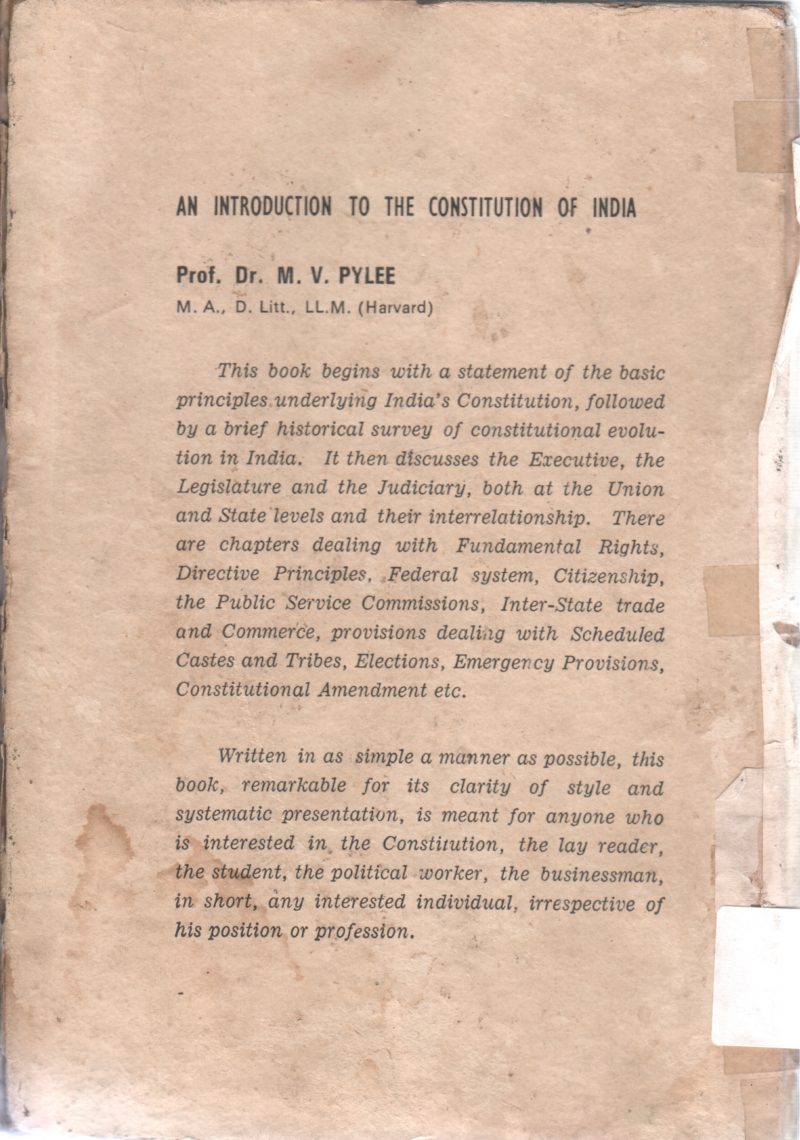 AN INTRODUCTION TO THE CONSTITUTION OF INDIA
Prof. Dr. M. V. PYLEE
M. A., D. Litt., LL.M. (Harvard)
This book begins with a statement of the basic
principles underlying India's Constitution, followed
by a brief historical survey of constitutional evolu-
tion in India. It then discusses the Executive, the
Legislature and the Judiciary, both at the Union
and State levels and their interrelationship. There
are chapters dealing with Fundamental Rights,
Directive Principles, Federal system, Citizenship,
the Public Service Commissions, Inter-State trade
and Commerce, provisions dealing with Scheduled
Castes and Tribes, Elections, Emergency Provisions,
Constitutional Amendment etc.
Written in as simple a manner as possible, this
book, remarkable for its clarity of style and
systematic presentation, is meant for anyone who
is interested in the Constitution, the lay reader,
the student, the political worker, the businessman,
in short, any interested individual, irrespective of
his position or profession.